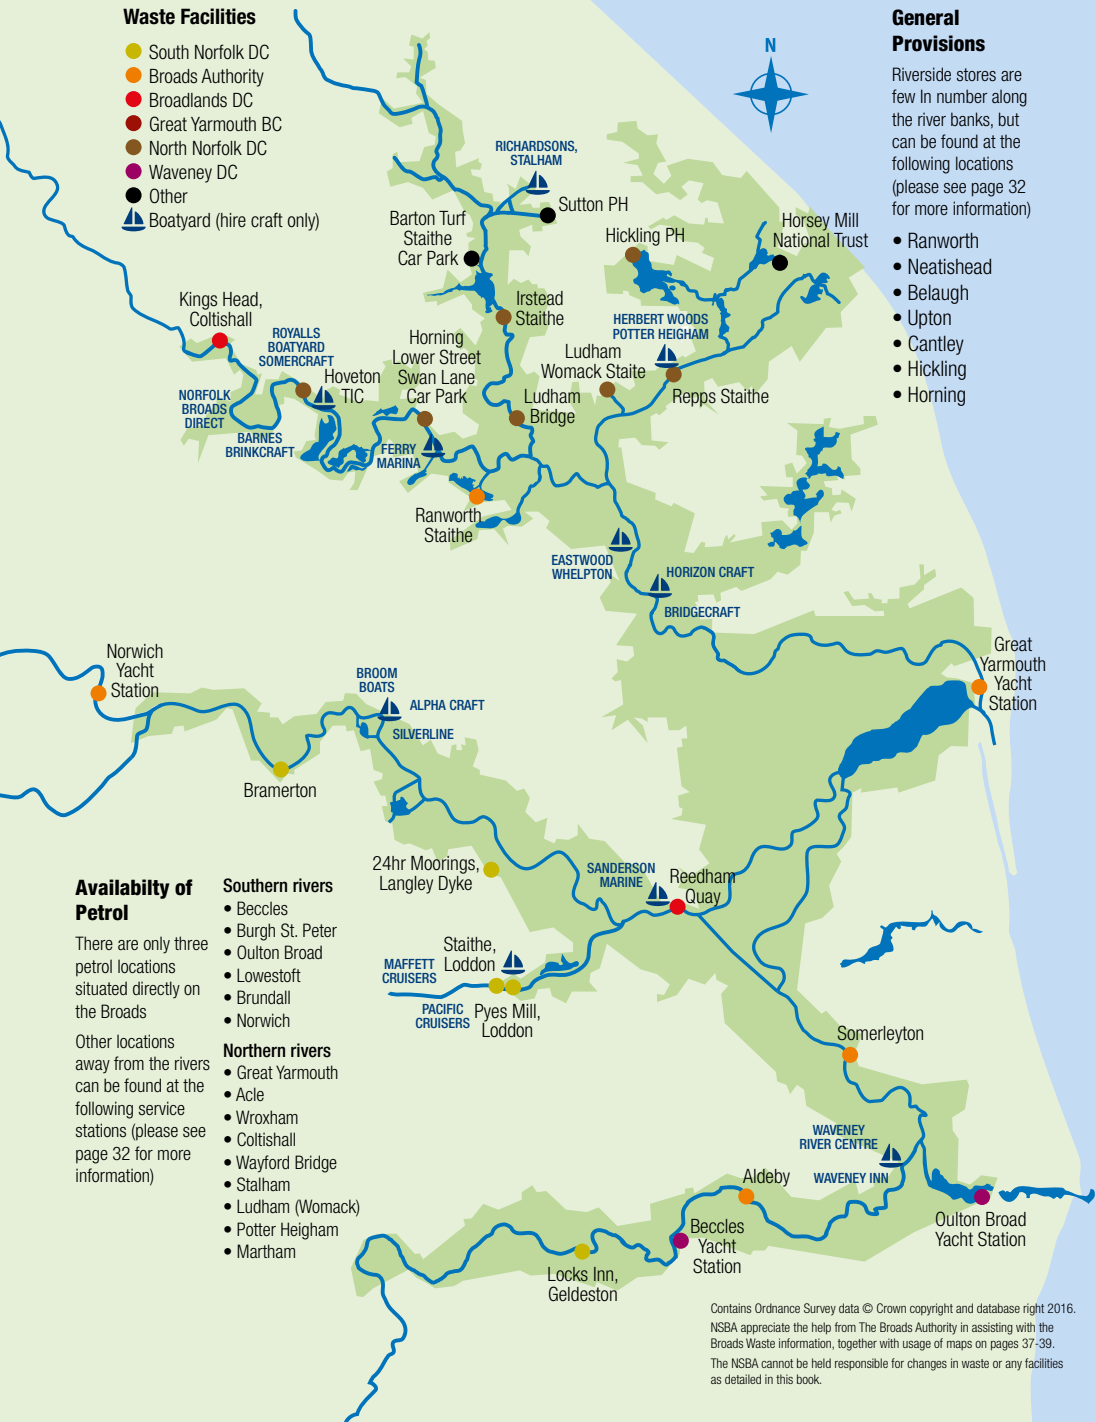 Waste Facilities
South Norfolk DC
Broads Authority
Broadlands DC
Great Yarmouth BC
North Norfolk DC
Waveney DC
Other
Boatyard (hire craft only)
N
General
Provisions
Riverside stores are
few In number along
the river banks, but
can be found at the
following locations
(please see page 32
for more information)
• Ranworth
• Neatishead
• Belaugh
• Upton
• Cantley
• Hickling
• Horning
RICHARDSONS,
STALHAM
Sutton PH
Barton Turf
Staithe
Car Park
Hickling PH
Horsey Mill
National Trust
Kings Head,
Coltishall
Irstead
Staithe
HERBERT WOODS
POTTER HEIGHAM
ROYALLS
BOATYARD
SOMERCRAFT
Horning
Lower Street
Swan Lane
Car Park
Ludham
Womack Staite
Hoveton
TIC
NORFOLK
BROADS
DIRECT
Ludham
Bridge
Repps Staithe
BARNES
BRINKCRAFT
FERRY
MARINA
Ranworth
Staithe
EASTWOOD
WHELPTON
HORIZON CRAFT
BRIDGECRAFT
Great
Yarmouth
Yacht
Station
Norwich
Yacht
Station
BROOM
BOATS
ALPHA CRAFT
SILVERLINE
Bramerton
24hr Moorings,
Langley Dyke
SANDERSON
MARINE
Reedham
Quay
Staithe,
Loddon
MAFFETT
CRUISERS
PACIFIC
CRUISERS
Pyes Mill,
Loddon
Availabilty of
Petrol
There are only three
petrol locations
situated directly on
the Broads
Other locations
away from the rivers
can be found at the
following service
stations (please see
page 32 for more
information)
Southern rivers
• Beccles
• Burgh St. Peter
• Oulton Broad
• Lowestoft
• Brundall
• Norwich
Northern rivers
• Great Yarmouth
• Acle
• Wroxham
• Coltishall
• Wayford Bridge
• Stalham
• Ludham (Womack)
• Potter Heigham
• Martham
Somerleyton
WAVENEY
RIVER CENTRE
WAVENEY INN
Aldeby
Oulton Broad
Yacht Station
Beccles
Yacht
Station
Locks Inn,
Geldeston
Contains Ordnance Survey data © Crown copyright and database right 2016.
NSBA appreciate the help from The Broads Authority in assisting with the
Broads Waste information, together with usage of maps on pages 37-39.
The NSBA cannot be held responsible for changes in waste or any facilities
as detailed in this book.